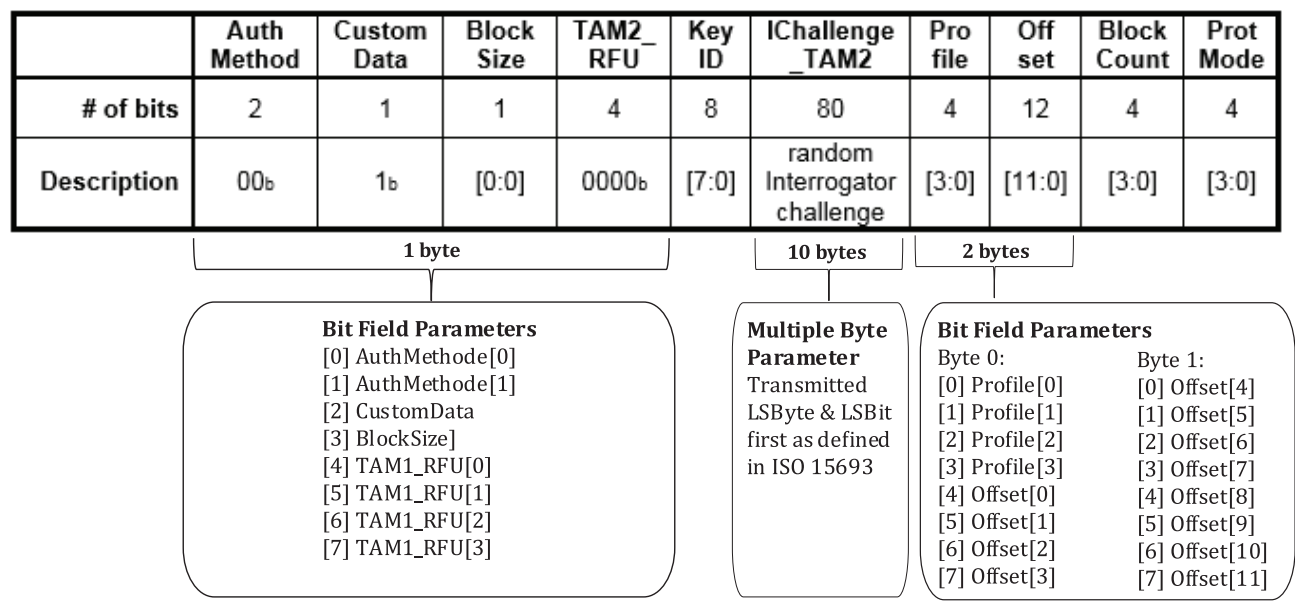 Auth Method Custom Data Block Size TAM2_ RFU Key ID IChallenge _TAM2 Pro file Off set Block Count Prot Mode
# of bits 2 1 1 4 8 80 4 12 4 4
Description 00b 1b [0:0] 0000b [7:0] random Interrogator challenge [3:0] [11:0] [3:0] [3:0]
1 byte
10 bytes
2 bytes
Bit Field Parameters
[0] AuthMethode[0]
[1] AuthMethode[1]
[2] CustomData
[3] BlockSize]
[4] TAM1_RFU[0]
[5] TAM1_RFU[1]
[6] TAM1_RFU[2]
[7] TAM1_RFU[3]
Multiple Byte
Parameter
Transmitted
LSByte & LSBit
first as defined
in ISO 15693
Bit Field Parameters
Byte 0:
[0] Profile[0]
[1] Profile[1]
[2] Profile[2]
[3] Profile[3]
[4] Offset[0]
[5] Offset[1]
[6] Offset[2]
[7] Offset[3]
Byte 1:
[0] Offset[4]
[1] Offset[5]
[2] Offset[6]
[3] Offset[7]
[4] Offset[8]
[5] Offset[9]
[6] Offset[10]
[7] Offset[11]